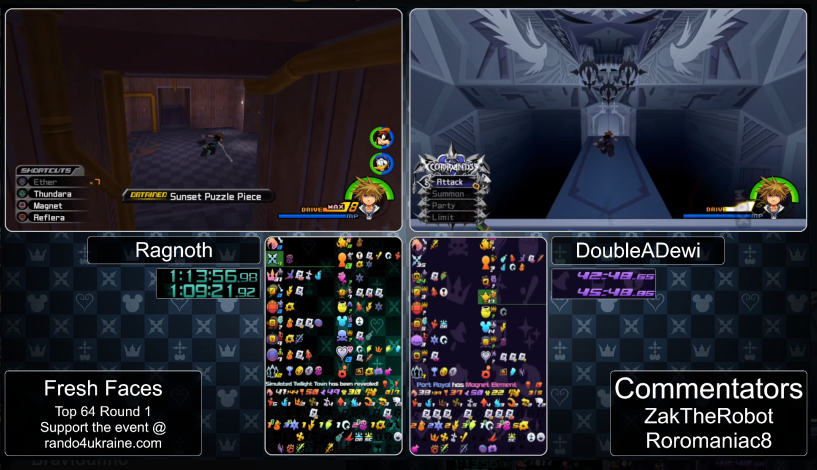 SHORTCUTS
Ether
Thundara
Magnet
Reflera
OBTAINED Sunset Puzzle Piece
DRIVE MAX 8
MP
COMMANDS
Attack
Summon
Party
Limit
DRIVE
MP
Ragnoth
1:13:56.98
1:09:21.92
DoubleADewi
42:48.65
45:48.86
Simulated Twilight Town has been revealed!
Port Royal has Magnet Element
Fresh Faces
Top 64 Round 1
Support the event @
rando4ukraine.com
Commentators
ZakTheRobot
Roromaniac8